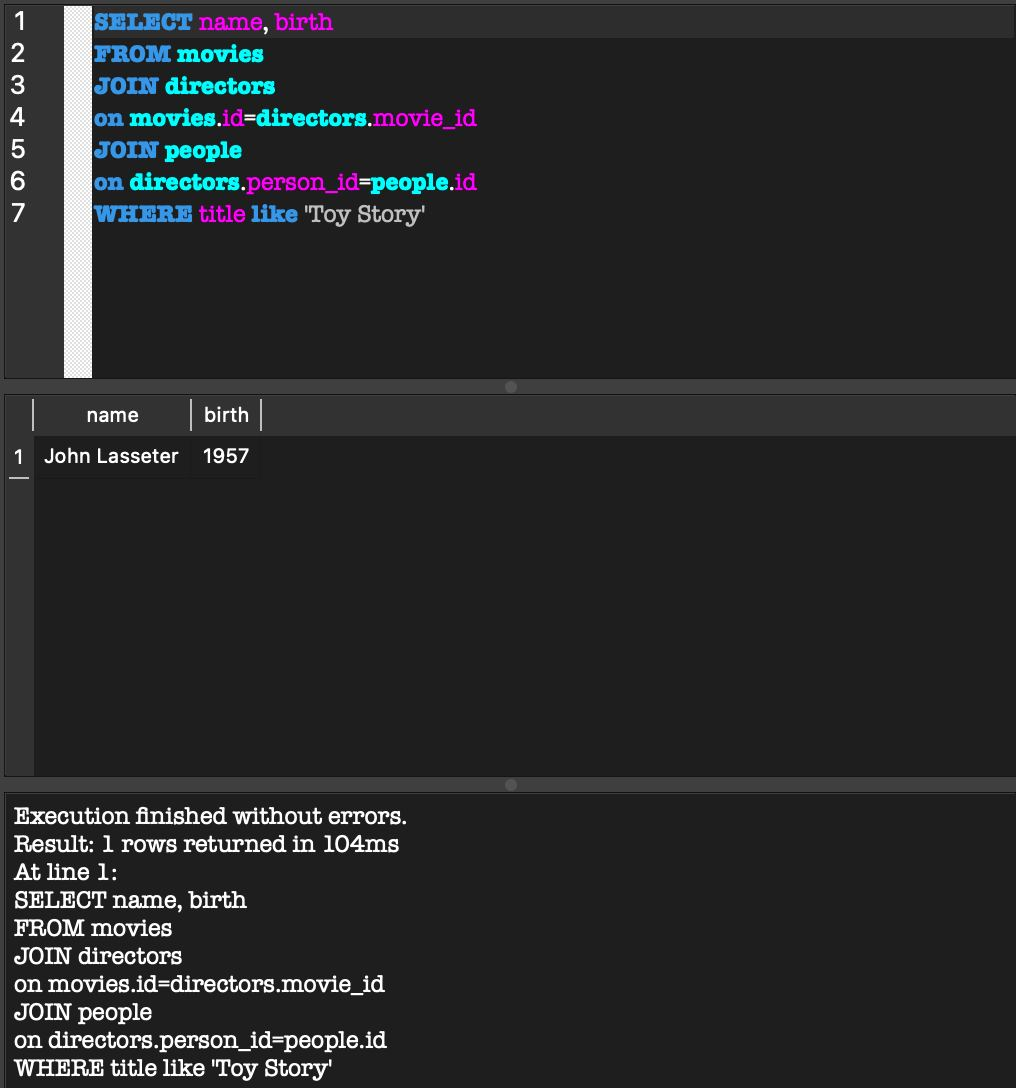 1 SELECT name, birth
2 FROM movies
3 JOIN directors
4 on movies.id=directors.movie_id
5 JOIN people
6 on directors.person_id=people.id
7 WHERE title like 'Toy Story'
name birth
1 John Lasseter 1957
Execution finished without errors.
Result: 1 rows returned in 104ms
At line 1:
SELECT name, birth
FROM movies
JOIN directors
on movies.id=directors.movie_id
JOIN people
on directors.person_id=people.id
WHERE title like 'Toy Story'